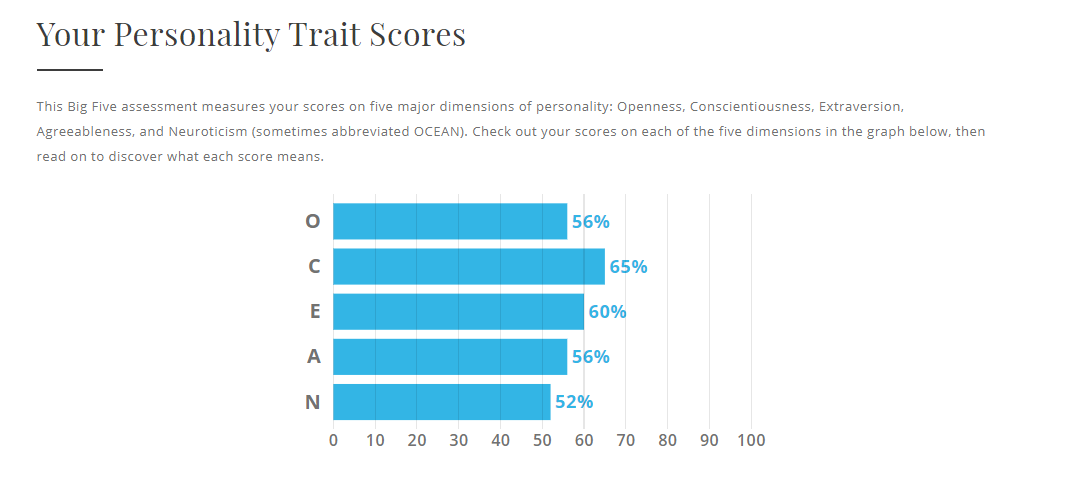 Your Personality Trait Scores
This Big Five assessment measures your scores on five major dimensions of personality: Openness, Conscientiousness, Extraversion,
Agreeableness, and Neuroticism (sometimes abbreviated OCEAN). Check out your scores on each of the five dimensions in the graph below, then
read on to discover what each score means.
O 56%
C 65%
E 60%
A 56%
N 52%
0 10 20 30 40 50 60 70 80 90 100